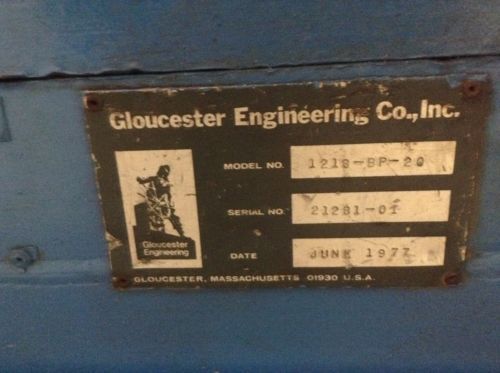 Gloucester Engineering Co., Inc.
MODEL NO. 1218-BP-20
SERIAL NO. 21281-01
DATE JUNE 1977
Gloucester
Engineering
GLOUCESTER, MASSACHUSETTS 01930 U.S.A.